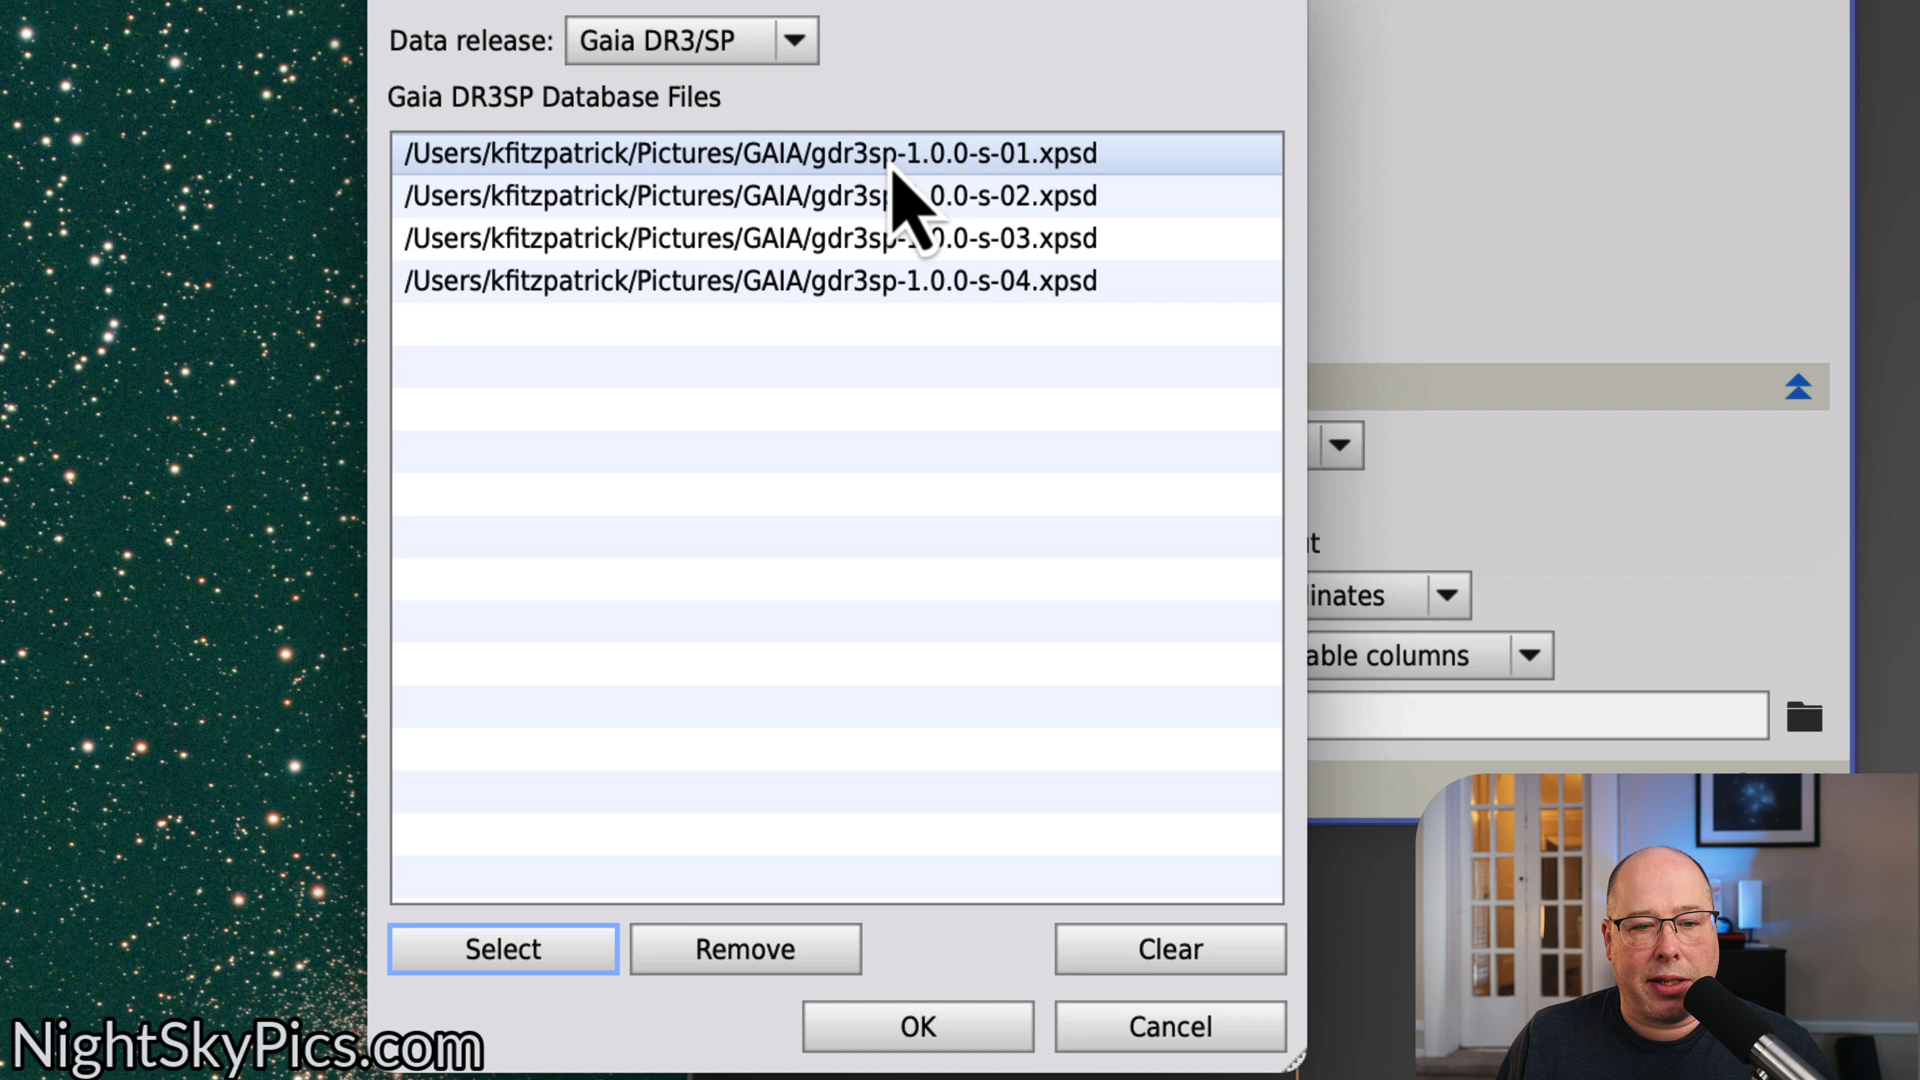 Data release: Gaia DR3/SP
Gaia DR3SP Database Files
/Users/kfitzpatrick/Pictures/GAIA/gdr3sp-1.0.0-s-01.xpsd
/Users/kfitzpatrick/Pictures/GAIA/gdr3sp-1.0.0-s-02.xpsd
/Users/kfitzpatrick/Pictures/GAIA/gdr3sp-1.0.0-s-03.xpsd
/Users/kfitzpatrick/Pictures/GAIA/gdr3sp-1.0.0-s-04.xpsd
columns
Select Remove Clear
OK Cancel
NightSkyPics.com